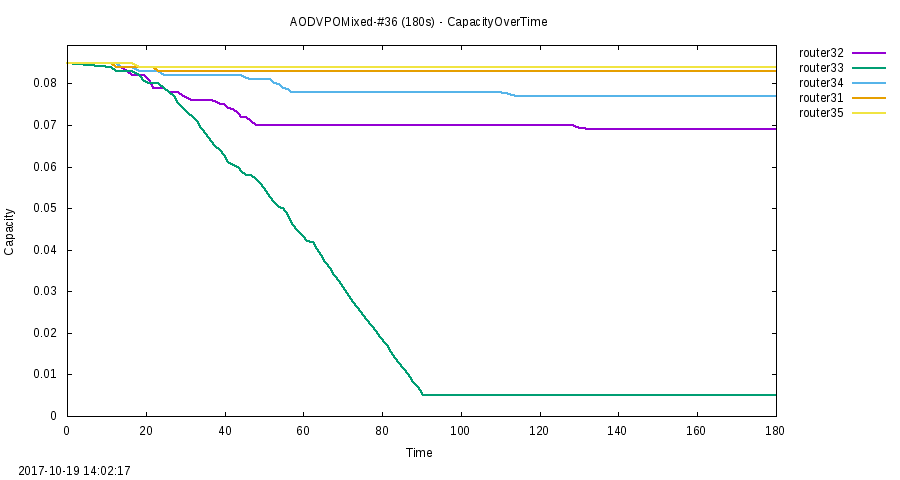 AODVPOMixed-#36 (180s) - CapacityOverTime
router32
router33
router34
router31
router35
0.08
0.07
0.06
0.05
0.04
0.03
0.02
0.01
0
Capacity
0 20 40 60 80 100 120 140 160 180
Time
2017-10-19 14:02:17